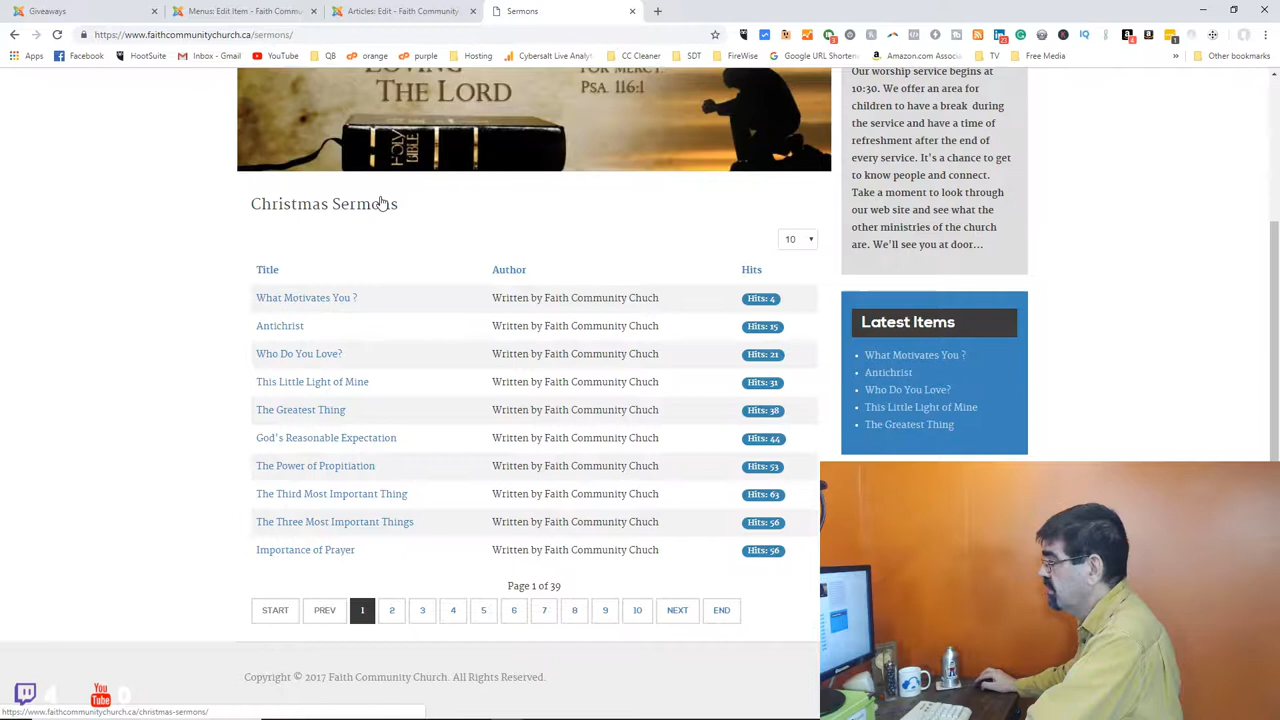 Giveaways
Menus: Edit Item - Faith Commu
Articles: Edit - Faith Community
Sermons
https://www.faithcommunitychurch.ca/sermons/
Apps
Facebook
HootSuite
Inbox - Gmail
YouTube
QB
orange
purple
Hosting
Cybersalt Live Analy
CC Cleaner
SDT
FireWise
Google URL Shorten
Amazon.com Associ
TV
Free Media
»
Other bookmarks
LOVING
THE LORD
FOR MERCY.
PSA. 116:1
HOLY
BIBLE
Our worship service begins at
10:30. We offer an area for
children to have a break during
the service and have a time of
refreshment after the end of
every service. It's a chance to get
to know people and connect.
Take a moment to look through
our web site and see what the
other ministries of the church
are. We'll see you at door...
Christmas Sermons
10
Title Author Hits
What Motivates You ? Written by Faith Community Chuch Hits: 4
Antichrist Written by Faith Community Chuch Hits: 15
Who Do You Love? Written by Faith Community Chuch Hits: 21
This Little Light of Mine Written by Faith Community Chuch Hits: 31
The Greatest Thing Written by Faith Community Chuch Hits: 38
God's Reasonable Expectation Written by Faith Community Chuch Hits: 44
The Power of Propitiation Written by Faith Community Chuch Hits: 53
The Third Most Important Thing Written by Faith Community Chuch Hits: 63
The Three Most Important Things Written by Faith Community Chuch Hits: 56
Importance of Prayer Written by Faith Community Chuch Hits: 56
Page 1 of 39
START PREV 1 2 3 4 5 6 7 8 9 10 NEXT END
Latest Items
What Motivates You ?
Antichrist
Who Do You Love?
This Little Light of Mine
The Greatest Thing
Copyright © 2017 Faith Community Church. All Rights Reserved.
You
Tube
https://www.faithcommunitychurch.ca/christmas-sermons/